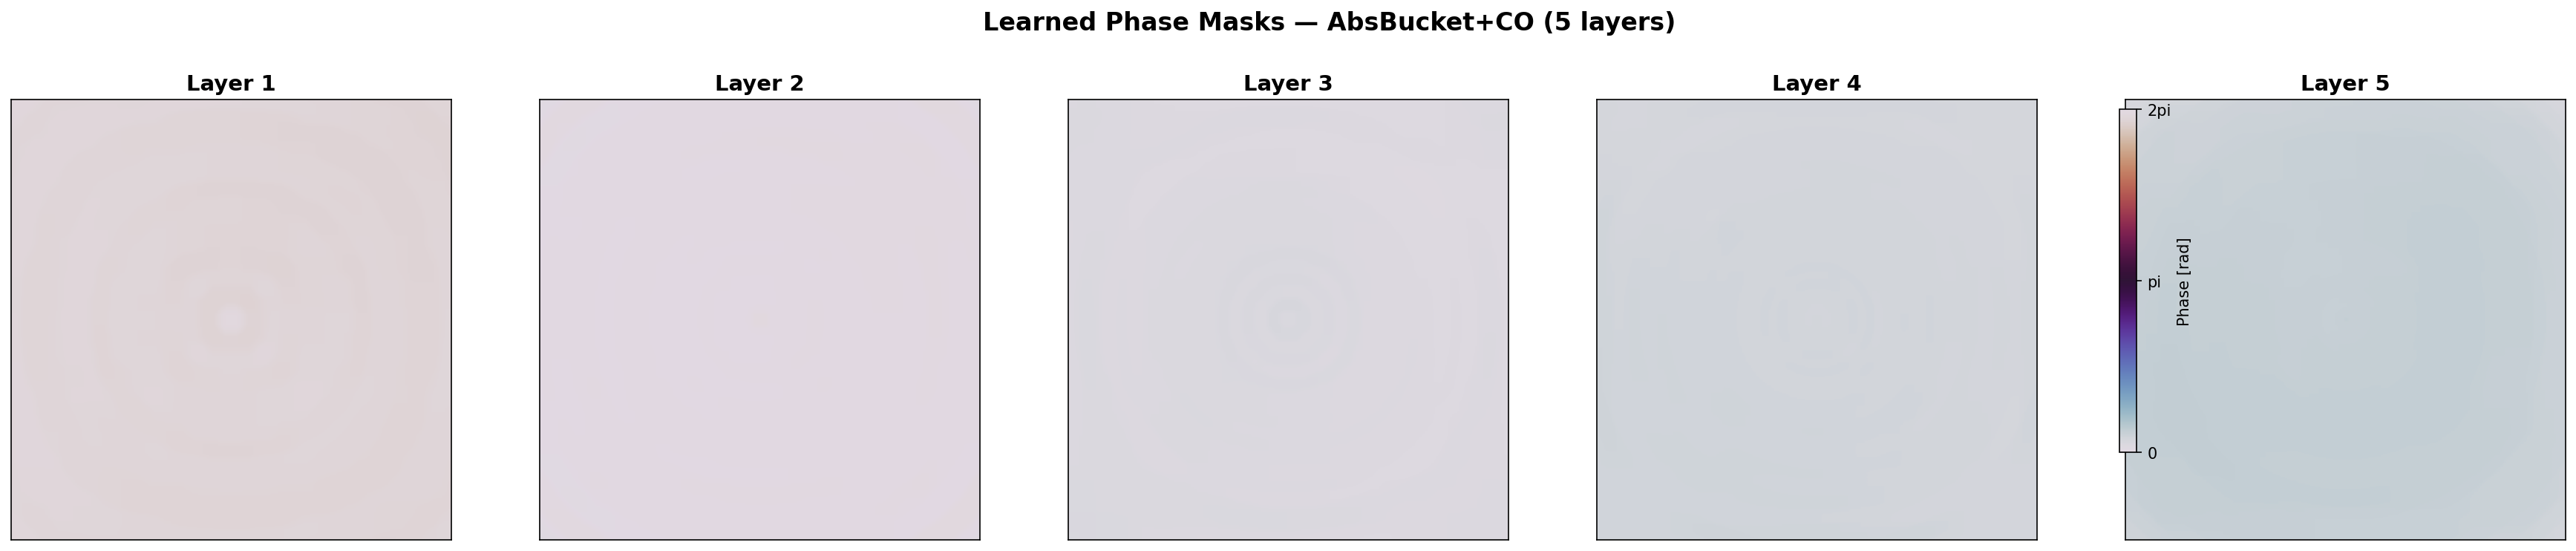 Learned Phase Masks — AbsBucket+CO (5 layers)
Layer 1
Layer 2
Layer 3
Layer 4
Layer 5
2pi
pi
0
Phase [rad]